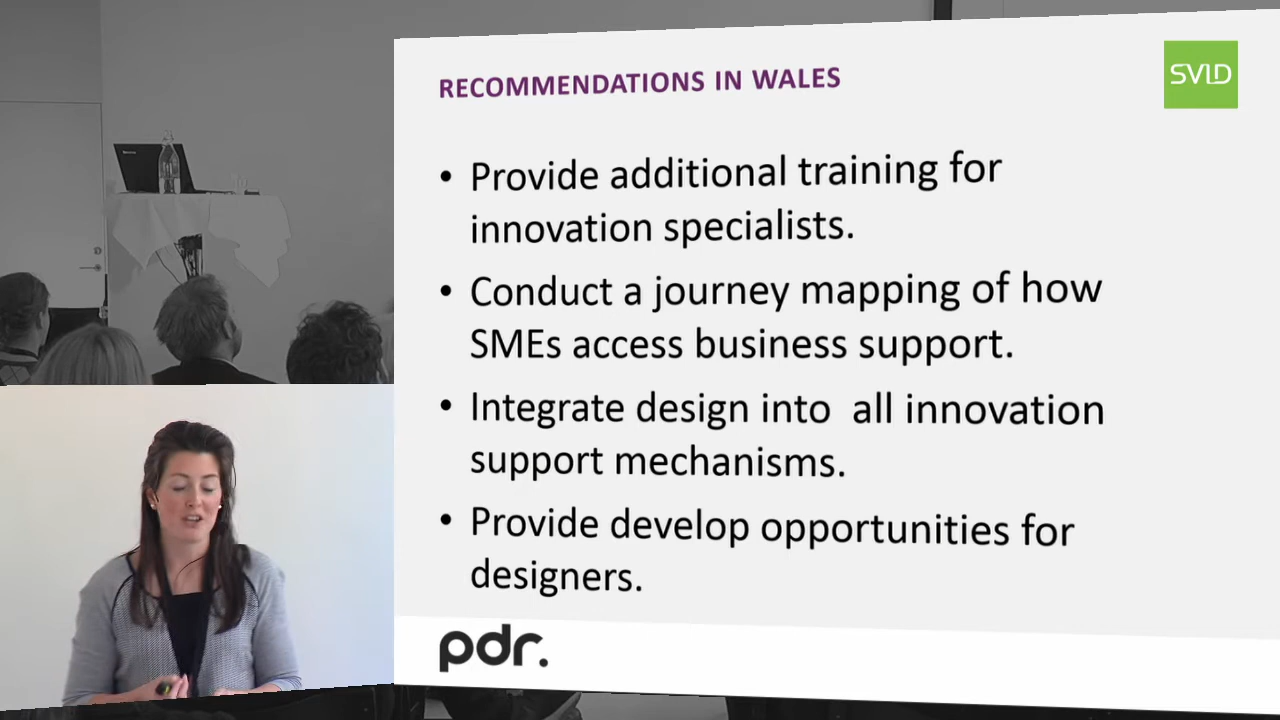 RECOMMENDATIONS IN WALES
SVID
• Provide additional training for
innovation specialists.
• Conduct a journey mapping of how
SMEs access business support.
• Integrate design into  all innovation
support mechanisms.
• Provide develop opportunities for
designers.
pdr.